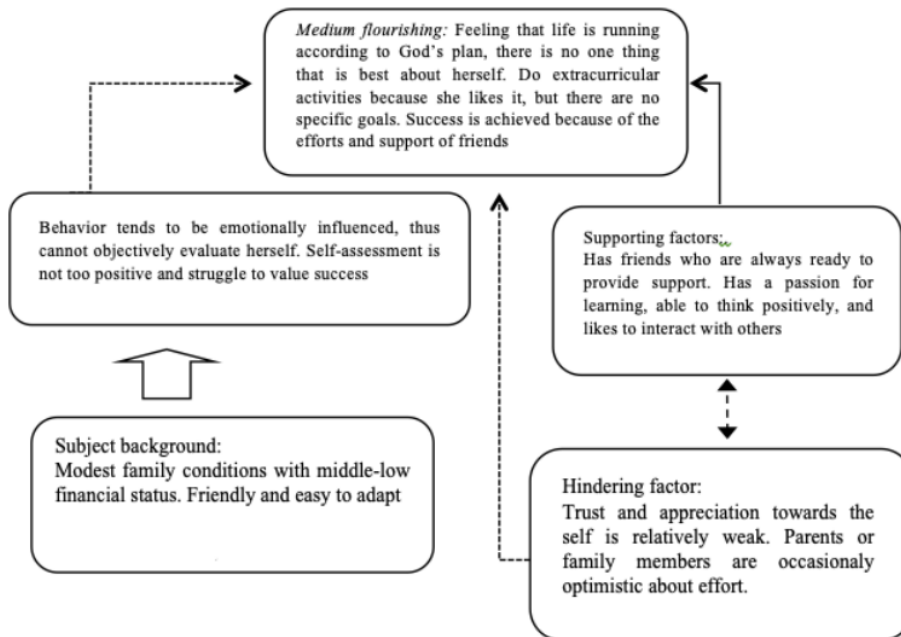 Medium flourishing: Feeling that life is running
according to God's plan, there is no one thing
that is best about herself. Do extracurricular
activities because she likes it, but there are no
specific goals. Success is achieved because of the
efforts and support of friends
Behavior tends to be emotionally influenced, thus
cannot objectively evaluate herself. Self-assessment
is not too positive and struggle to value success
Supporting factors:
Has friends who are always ready to
provide support. Has a passion for
learning, able to think positively, and
likes to interact with others
Subject background:
Modest family conditions with middle-low
financial status. Friendly and easy to adapt
Hindering factor:
Trust and appreciation towards the
self is relatively weak. Parents or
family members are occasionaly
optimistic about effort.